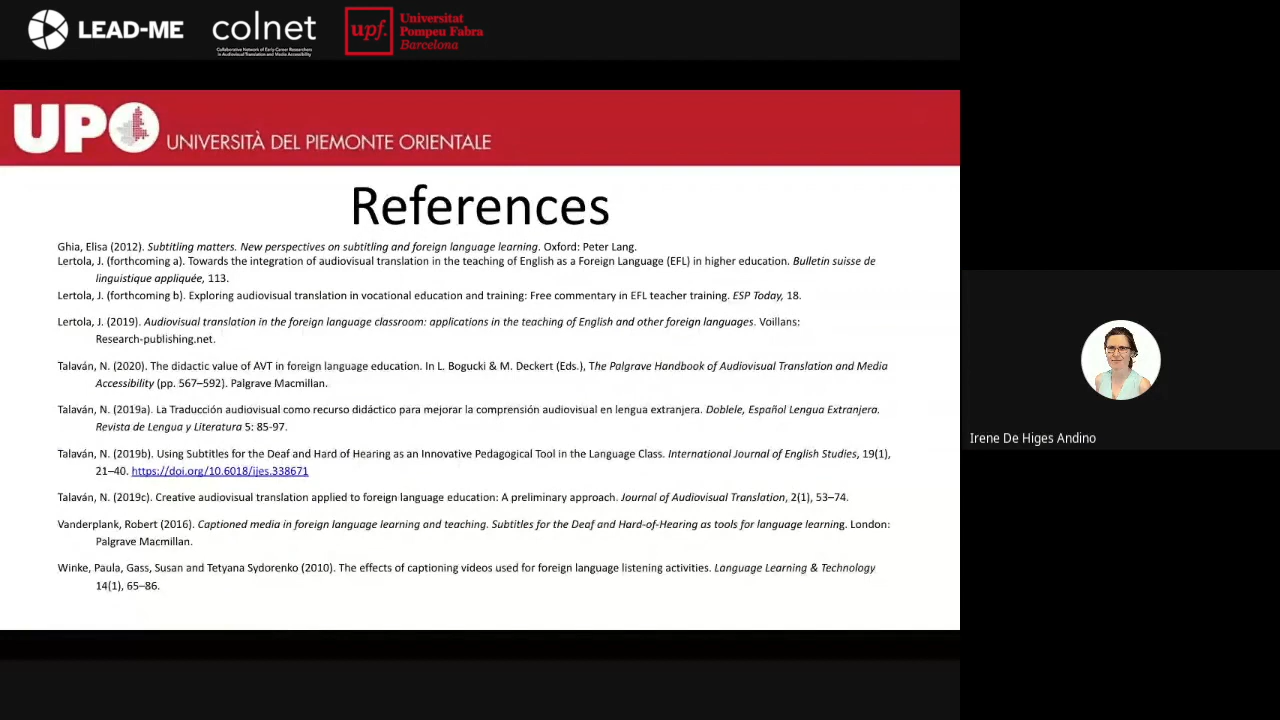 LEAD-ME
colnet
Collaborative Network of Early Career Researchers
in Audiovisual Translation and Media Accessibility
upf.
Universitat
Pompeu Fabra
Barcelona
UPO
UNIVERSITÀ DEL PIEMONTE ORIENTALE
References
Ghia, Elisa (2012). Subtitling matters. New perspectives on subtitling and foreign language learning. Oxford: Peter Lang.
Lertola, J. (forthcoming a). Towards the integration of audiovisual translation in the teaching of English as a Foreign Language (EFL) in higher education. Bulletin suisse de
linguistique appliquée, 113.
Lertola, J. (forthcoming b). Exploring audiovisual translation in vocational education and training: Free commentary in EFL teacher training. ESP Today, 18.
Lertola, J. (2019). Audiovisual translation in the foreign language classroom: applications in the teaching of English and other foreign languages. Voillans:
Research-publishing.net.
Talaván, N. (2020). The didactic value of AVT in foreign language education. In L. Bogucki & M. Deckert (Eds.), The Palgrave Handbook of Audiovisual Translation and Media
Accessibility (pp. 567–592). Palgrave Macmillan.
Talaván, N. (2019a). La Traducción audiovisual como recurso didáctico para mejorar la comprensión audiovisual en lengua extranjera. Doblele, Español Lengua Extranjera.
Revista de Lengua y Literatura 5: 85-97.
Talaván, N. (2019b). Using Subtitles for the Deaf and Hard of Hearing as an Innovative Pedagogical Tool in the Language Class. International Journal of English Studies, 19(1),
21–40. https://doi.org/10.6018/ijes.338671
Talaván, N. (2019c). Creative audiovisual translation applied to foreign language education: A preliminary approach. Journal of Audiovisual Translation, 2(1), 53–74.
Vanderplank, Robert (2016). Captioned media in foreign language learning and teaching. Subtitles for the Deaf and Hard-of-Hearing as tools for language learning. London:
Palgrave Macmillan.
Winke, Paula, Gass, Susan and Tetyana Sydorenko (2010). The effects of captioning videos used for foreign language listening activities. Language Learning & Technology
14(1), 65–86.
Irene De Higes Andino